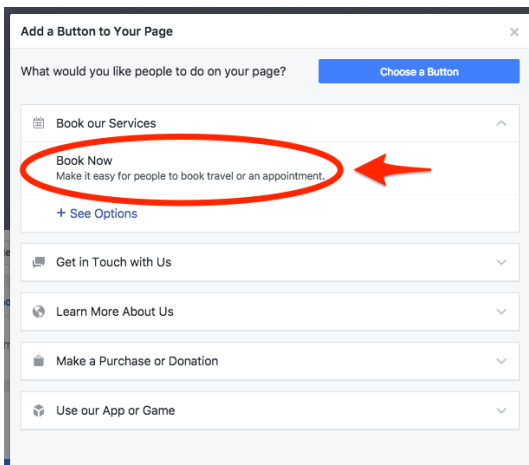 Add a Button to Your Page
What would you like people to do on your page?
Choose a Button
Book our Services
Book Now
Make it easy for people to book travel or an appointment.
+ See Options
Get in Touch with Us
Learn More About Us
Make a Purchase or Donation
Use our App or Game